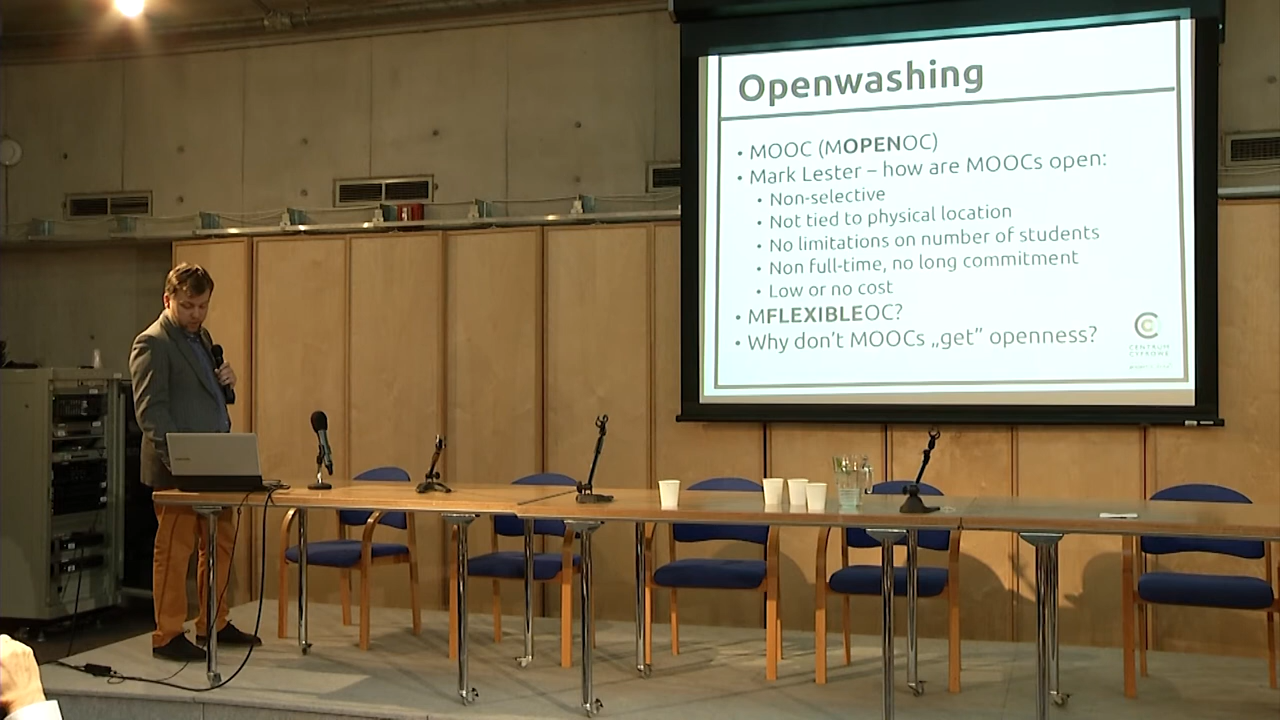 Openwashing
• MOOC (MOPENOC)
• Mark Lester – how are MOOCs open:
• Non-selective
• Not tied to physical location
• No limitations on number of students
• Non full-time, no long commitment
• Low or no cost
• MFLEXIBLEOC?
• Why don't MOOCs „get” openness?
CENTRUM
CYFROWE